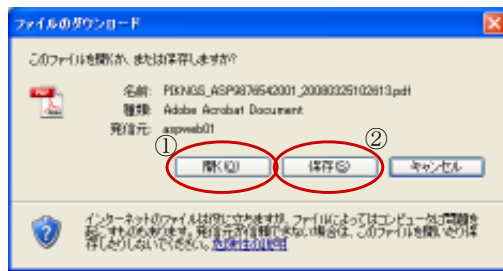 ファイルのダウンロード
このファイルを開くか、または保存しますか?
名前: PIKNGS_ASP9876542001_20080325102613.pdf
種類: Adobe Acrobat Document
発信元: aspweb01
① ②
開く(O) 保存(S) キャンセル
インターネットのファイルは役に立ちますが、ファイルによってはコンピュータに問題を
起こすものもあります。発信元が信頼できない場合は、このファイルを開いたり保
存したりしないでください。危険性の説明